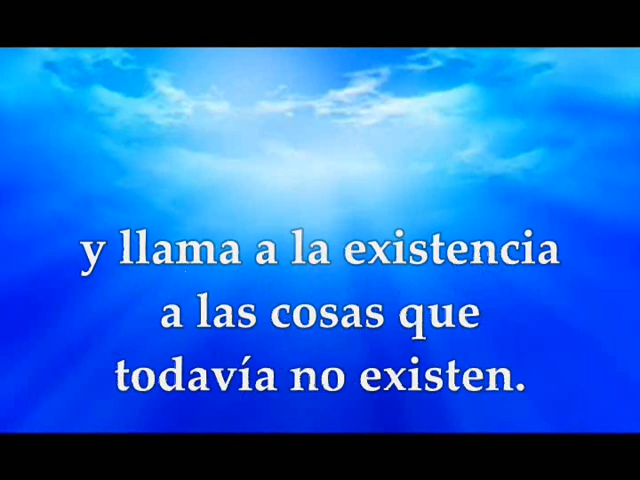 y llama a la existencia
a las cosas que
todavía no existen.